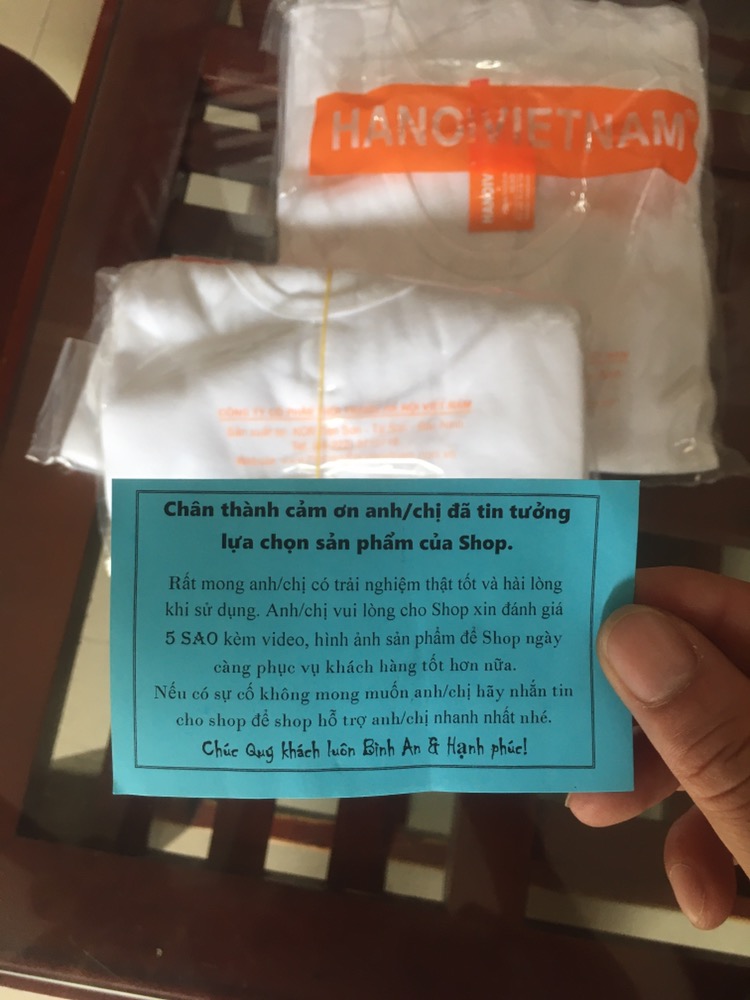 HANOIVIETNAM
Chân thành cảm ơn anh/chị đã tin tưởng
lựa chọn sản phẩm của Shop.
Rất mong anh/chị có trải nghiệm thật tốt và hài lòng
khi sử dụng. Anh/chị vui lòng cho Shop xin đánh giá
5 SAO kèm video, hình ảnh sản phẩm để Shop ngày
càng phục vụ khách hàng tốt hơn nữa.
Nếu có sự cố không mong muốn anh/chị hãy nhắn tin
cho shop để shop hỗ trợ anh/chị nhanh nhất nhé.
Chúc Quý khách luôn Bình An & Hạnh phúc!